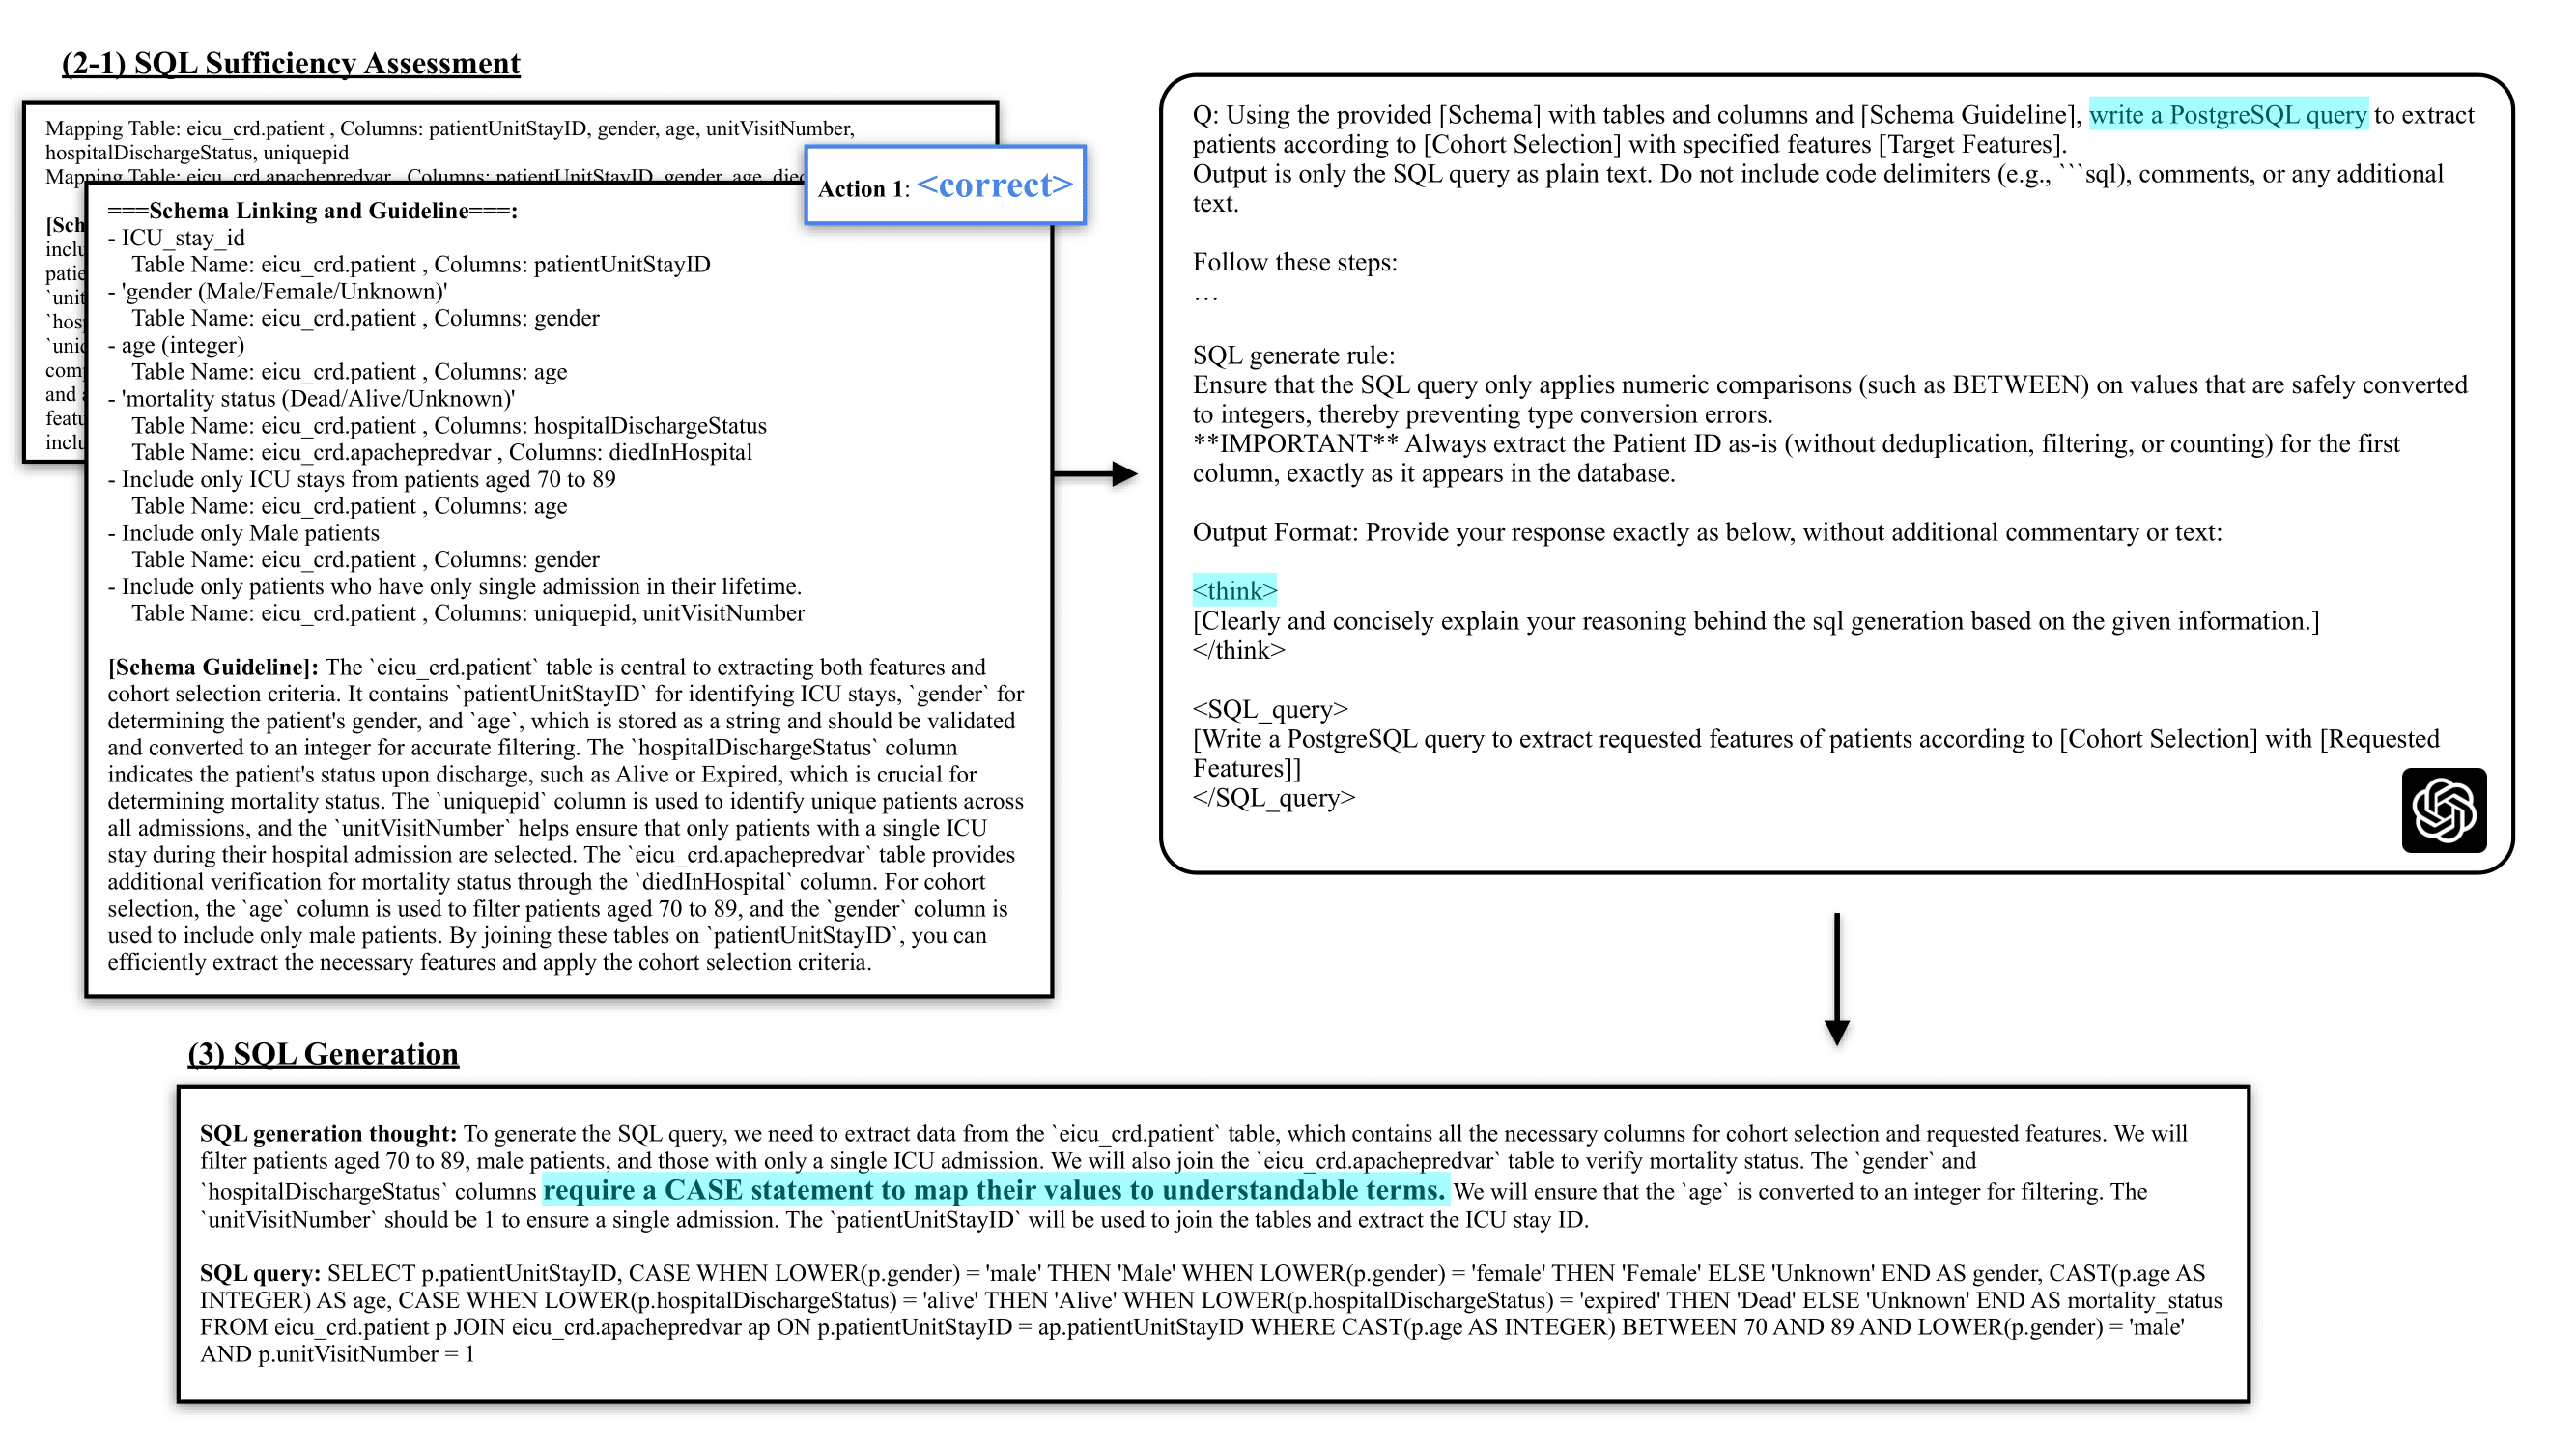 (2-1) SQL Sufficiency Assessment
Mapping Table: eicu_crd.patient , Columns: patientUnitStayID, gender, age, unitVisitNumber,
hospitalDischargeStatus, uniquepid
Mapping Table: eicu_crd.apachepredvar , Columns: patientUnitStayID, gender, age,
[Sch
inclu
patie
`unit
`hosp
`uniq
comp
and a
featu
inclu
Action 1: <correct>
===Schema Linking and Guideline===:
- ICU_stay_id
Table Name: eicu_crd.patient , Columns: patientUnitStayID
- 'gender (Male/Female/Unknown)'
Table Name: eicu_crd.patient , Columns: gender
- age (integer)
Table Name: eicu_crd.patient , Columns: age
- 'mortality status (Dead/Alive/Unknown)'
Table Name: eicu_crd.patient , Columns: hospitalDischargeStatus
Table Name: eicu_crd.apachepredvar , Columns: diedInHospital
- Include only ICU stays from patients aged 70 to 89
Table Name: eicu_crd.patient , Columns: age
- Include only Male patients
Table Name: eicu_crd.patient , Columns: gender
- Include only patients who have only single admission in their lifetime.
Table Name: eicu_crd.patient , Columns: uniquepid, unitVisitNumber
[Schema Guideline]: The `eicu_crd.patient` table is central to extracting both features and
cohort selection criteria. It contains `patientUnitStayID` for identifying ICU stays, `gender` for
determining the patient's gender, and `age`, which is stored as a string and should be validated
and converted to an integer for accurate filtering. The `hospitalDischargeStatus` column
indicates the patient's status upon discharge, such as Alive or Expired, which is crucial for
determining mortality status. The `uniquepid` column is used to identify unique patients across
all admissions, and the `unitVisitNumber` helps ensure that only patients with a single ICU
stay during their hospital admission are selected. The `eicu_crd.apachepredvar` table provides
additional verification for mortality status through the `diedInHospital` column. For cohort
selection, the `age` column is used to filter patients aged 70 to 89, and the `gender` column is
used to include only male patients. By joining these tables on `patientUnitStayID`, you can
efficiently extract the necessary features and apply the cohort selection criteria.
Q: Using the provided [Schema] with tables and columns and [Schema Guideline], write a PostgreSQL query to extract
patients according to [Cohort Selection] with specified features [Target Features].
Output is only the SQL query as plain text. Do not include code delimiters (e.g., ```sql), comments, or any additional
text.
Follow these steps:
…
SQL generate rule:
Ensure that the SQL query only applies numeric comparisons (such as BETWEEN) on values that are safely converted
to integers, thereby preventing type conversion errors.
**IMPORTANT** Always extract the Patient ID as-is (without deduplication, filtering, or counting) for the first
column, exactly as it appears in the database.
Output Format: Provide your response exactly as below, without additional commentary or text:
<think>
[Clearly and concisely explain your reasoning behind the sql generation based on the given information.]
</think>
<SQL_query>
[Write a PostgreSQL query to extract requested features of patients according to [Cohort Selection] with [Requested
Features]]
</SQL_query>
(3) SQL Generation
SQL generation thought: To generate the SQL query, we need to extract data from the `eicu_crd.patient` table, which contains all the necessary columns for cohort selection and requested features. We will
filter patients aged 70 to 89, male patients, and those with only a single ICU admission. We will also join the `eicu_crd.apachepredvar` table to verify mortality status. The `gender` and
`hospitalDischargeStatus` columns require a CASE statement to map their values to understandable terms. We will ensure that the `age` is converted to an integer for filtering. The
`unitVisitNumber` should be 1 to ensure a single admission. The `patientUnitStayID` will be used to join the tables and extract the ICU stay ID.
SQL query: SELECT p.patientUnitStayID, CASE WHEN LOWER(p.gender) = 'male' THEN 'Male' WHEN LOWER(p.gender) = 'female' THEN 'Female' ELSE 'Unknown' END AS gender, CAST(p.age AS
INTEGER) AS age, CASE WHEN LOWER(p.hospitalDischargeStatus) = 'alive' THEN 'Alive' WHEN LOWER(p.hospitalDischargeStatus) = 'expired' THEN 'Dead' ELSE 'Unknown' END AS mortality_status
FROM eicu_crd.patient p JOIN eicu_crd.apachepredvar ap ON p.patientUnitStayID = ap.patientUnitStayID WHERE CAST(p.age AS INTEGER) BETWEEN 70 AND 89 AND LOWER(p.gender) = 'male'
AND p.unitVisitNumber = 1